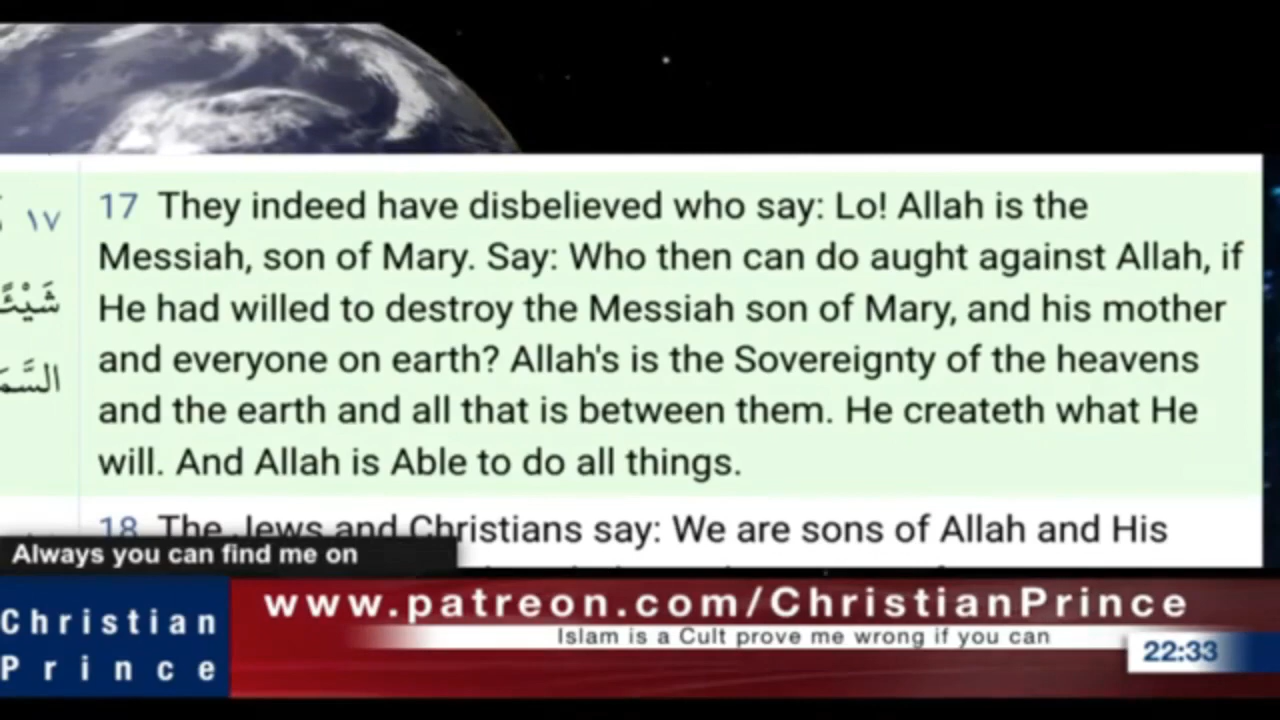 17 They indeed have disbelieved who say: Lo! Allah is the
Messiah, son of Mary. Say: Who then can do aught against Allah, if
He had willed to destroy the Messiah son of Mary, and his mother
and everyone on earth? Allah's is the Sovereignty of the heavens
and the earth and all that is between them. He createth what He
will. And Allah is Able to do all things.
١٧
18 The Jews and Christians say: We are sons of Allah and His
Always you can find me on
Christian
Prince
www.patreon.com/ChristianPrince
Islam is a Cult prove me wrong if you can
22:33